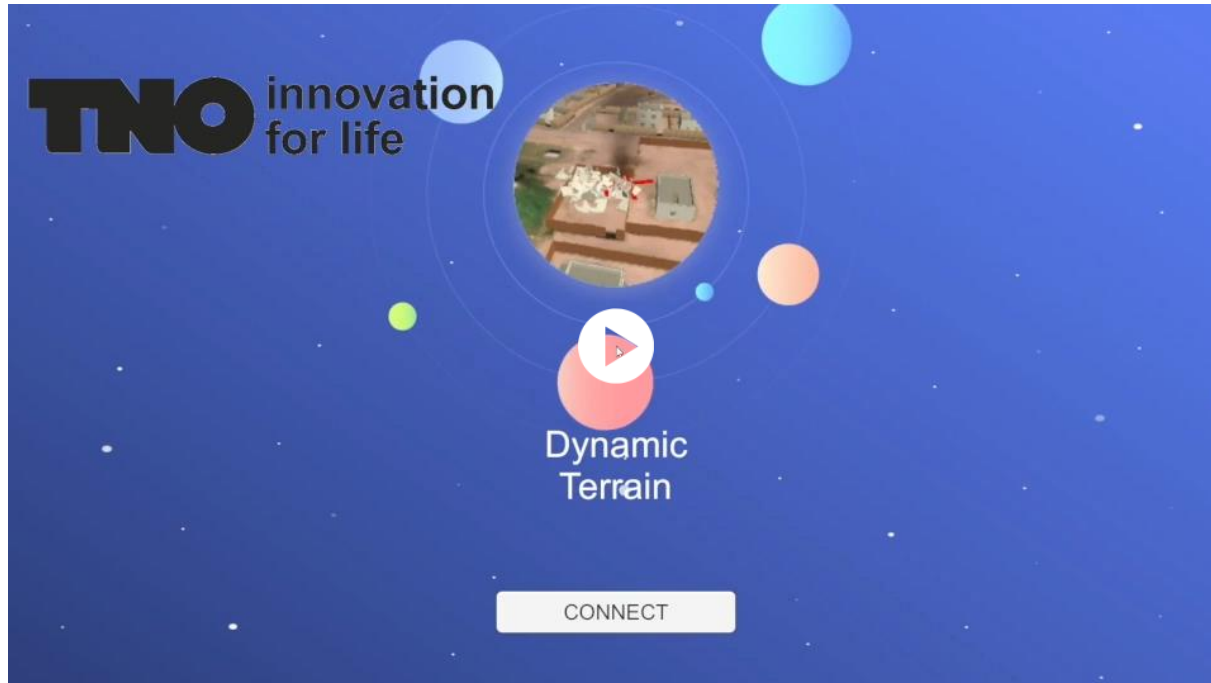 TNO innovation
for life
Dynamic
Terrain
CONNECT